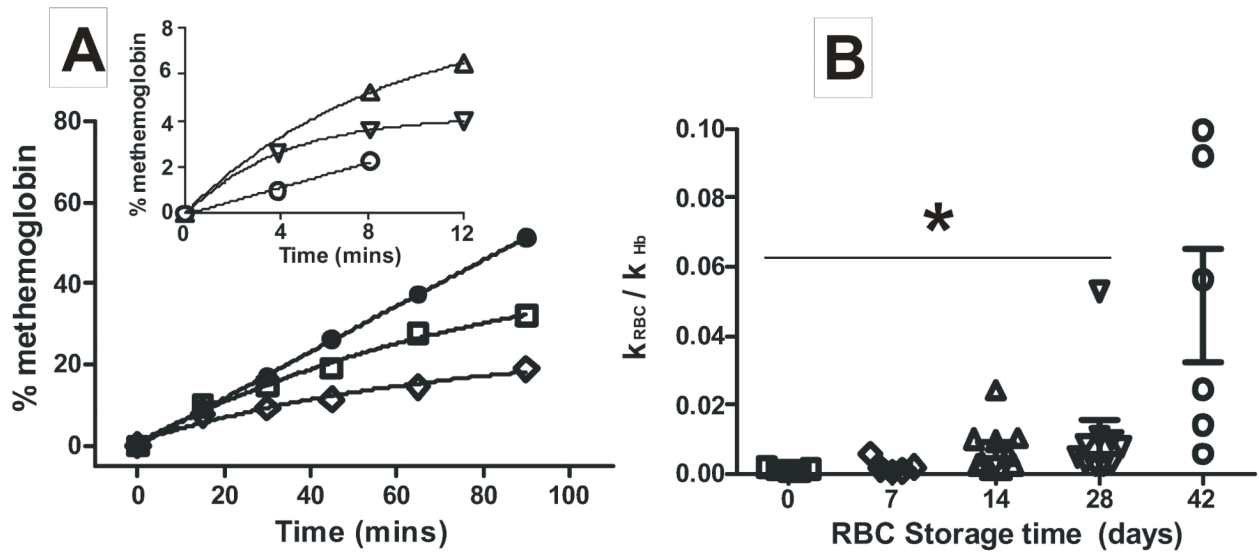 A
% methemoglobin
80
60
40
20
0
0 20 40 60 80 100
Time (mins)
% methemoglobin
8
6
4
2
0
0 4 8 12
Time (mins)
B
k RBC / k Hb
0.10
0.08
0.06
0.04
0.02
0.00
*
0 7 14 28 42
RBC Storage time (days)